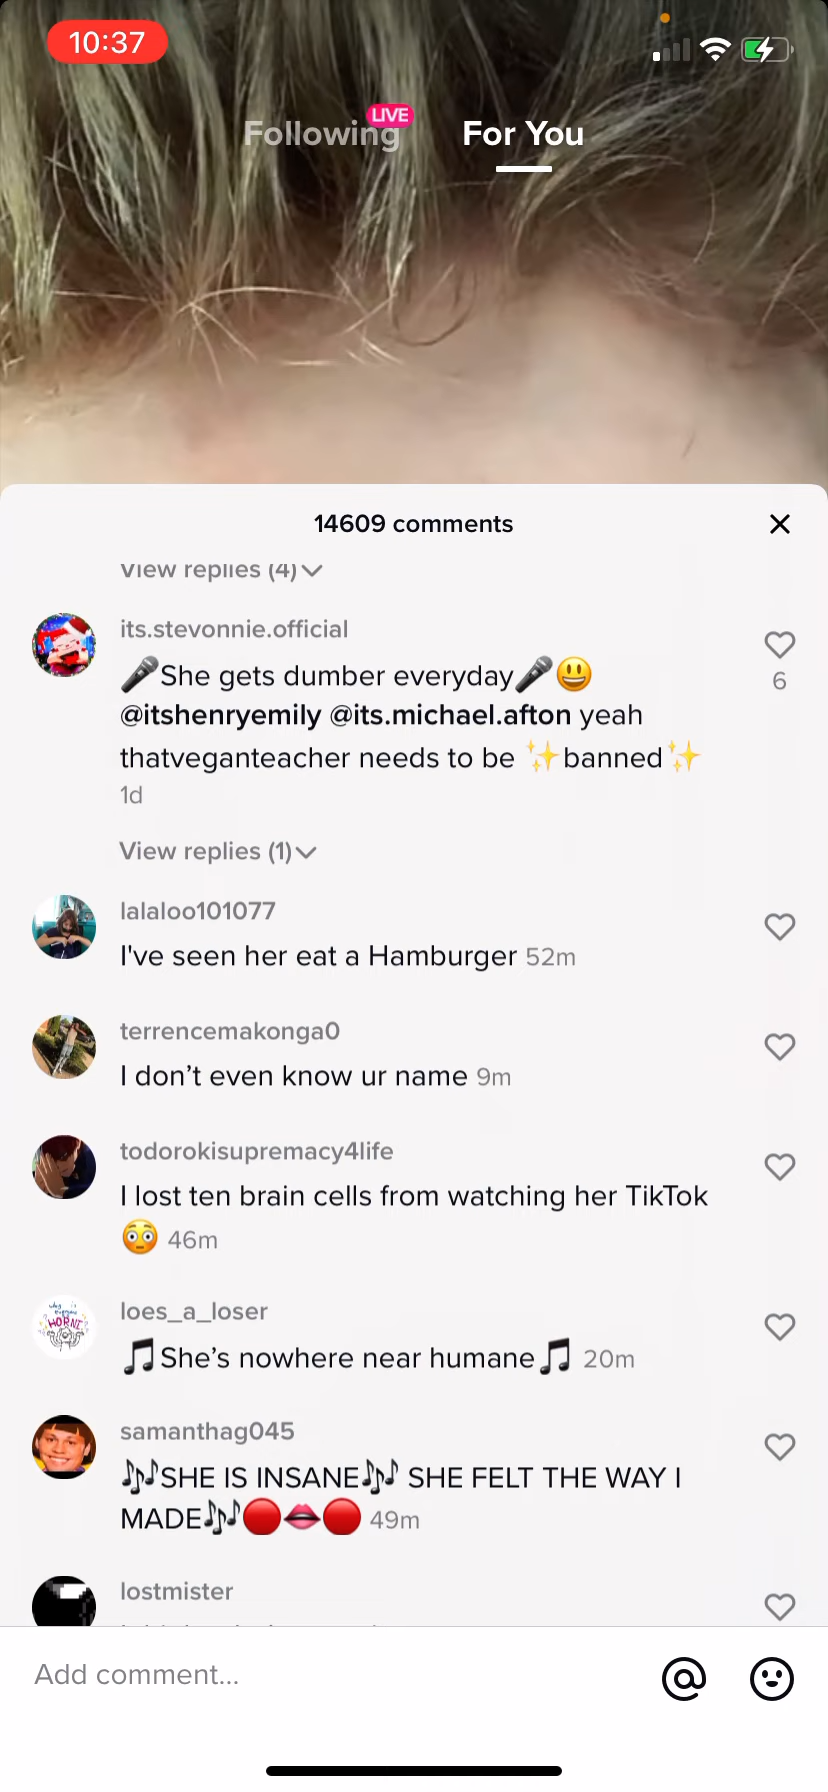 10:37
LIVE
Following For You
14609 comments
View replies (4)
its.stevonnie.official
🎤She gets dumber everyday🎤😃
@itshenryemily @its.michael.afton yeah
thatveganteacher needs to be ✨banned✨
6
1d
View replies (1)
lalaloo101077
I've seen her eat a Hamburger 52m
terrencemakonga0
I don’t even know ur name 9m
todorokisupremacy4life
I lost ten brain cells from watching her TikTok
😳 46m
HORNI
loes_a_loser
🎵She’s nowhere near humane🎵 20m
samanthag045
🎶SHE IS INSANE🎶 SHE FELT THE WAY I
MADE🎶🔴👄🔴 49m
lostmister
Add comment...